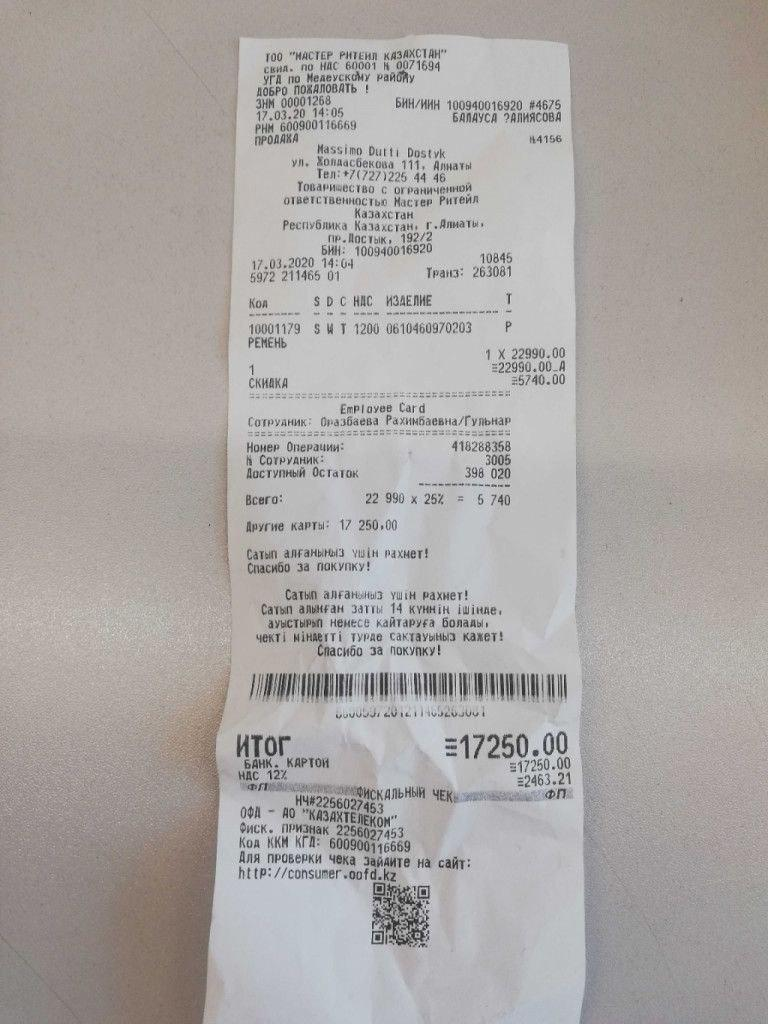 ТОО "МАСТЕР РИТЕЙЛ КАЗАХСТАН"
свид. по НДС 60001 № 0071694
УГД по Медеускому району
ДОБРО ПОЖАЛОВАТЬ !
ЗНМ 00001268 БИН/ИИН 100940016920 #4675
17.03.20 14:05 БАЛАУСА ?АЛИЯСОВА
РНМ 600900116669
ПРОДАЖА №4156
Massimo Dutti Dostyk
ул. Жолдасбекова 111, Алматы
Тел:+7(727)225 44 46
Товарищество с ограниченной
ответственностью Мастер Ритейл
Казахстан
Республика Казахстан, г.Алматы,
пр.Достык, 192/2
БИН: 100940016920
17.03.2020 14:04 10845
5972 211465 01 Транз: 263081
Код S D C НДС ИЗДЕЛИЕ T
10001179 S W T 1200 0610460970203 P
РЕМЕНЬ
1 X 22990.00
1 ≡22990.00_А
СКИДКА ≡5740.00
Employee Card
Сотрудник: Оразбаева Рахимбаевна/Гульнар
Номер Операции: 418288358
№ Сотрудник: 3005
Доступный Остаток 398 020
Всего: 22 990 x 25% = 5 740
Другие карты: 17 250,00
Сатып алғаныңыз үшін рахмет!
Спасибо за покупку!
Сатып алғаныңыз үшін рахмет!
Сатып алынған затты 14 күннің ішінде,
ауыстырып немесе қайтаруға болады,
чекті міндетті түрде сақтауыңыз қажет!
Спасибо за покупку!
ИТОГ ≡17250.00
БАНК. КАРТОЙ ≡17250.00
НДС 12% ≡2463.21
ФП ФИСКАЛЬНЫЙ ЧЕК ФП
НЧ#2256027453
ОФД - АО "КАЗАХТЕЛЕКОМ"
Фиск. признак 2256027453
Код ККМ КГД: 600900116669
Для проверки чека зайдите на сайт:
http://consumer.oofd.kz